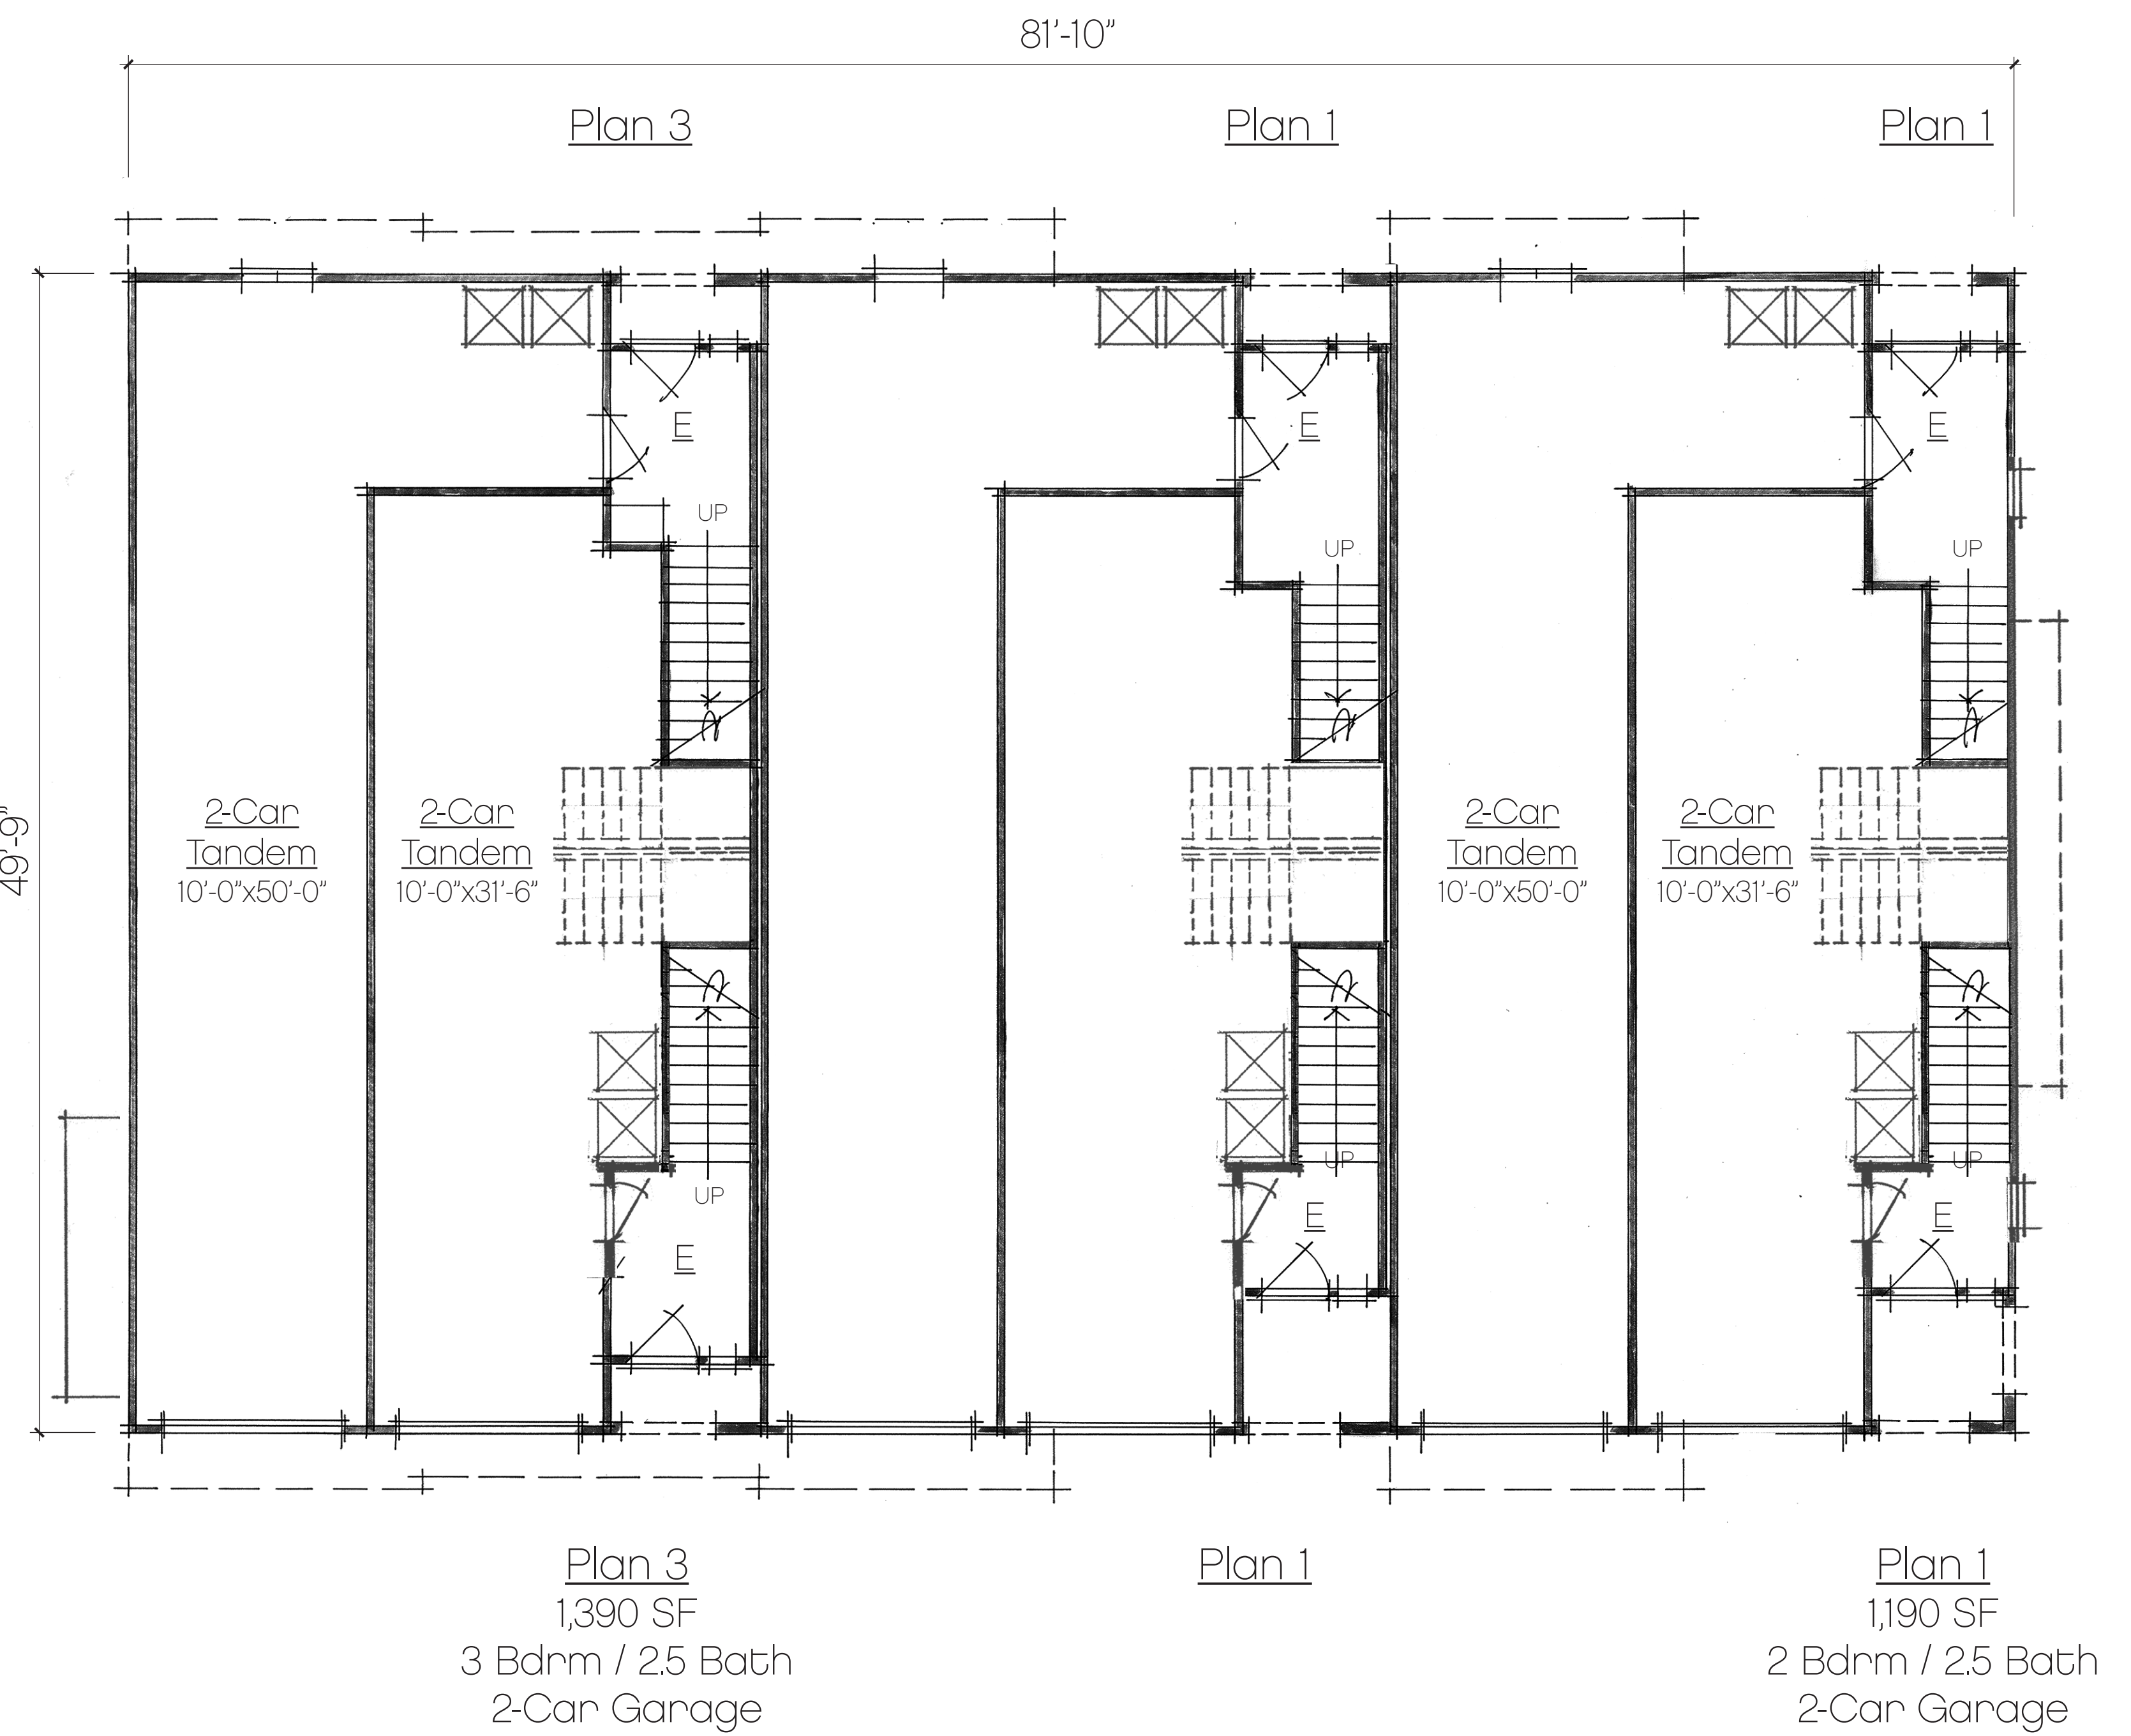 81'-10"
Plan 3
Plan 1
Plan 1
E
E
E
UP
UP
UP
49'-9"
2-Car
Tandem
10'-0"x50'-0"
2-Car
Tandem
10'-0"x31'-6"
2-Car
Tandem
10'-0"x50'-0"
2-Car
Tandem
10'-0"x31'-6"
UP
UP
UP
E
E
E
Plan 3
1,390 SF
3 Bdrm / 2.5 Bath
2-Car Garage
Plan 1
Plan 1
1,190 SF
2 Bdrm / 2.5 Bath
2-Car Garage